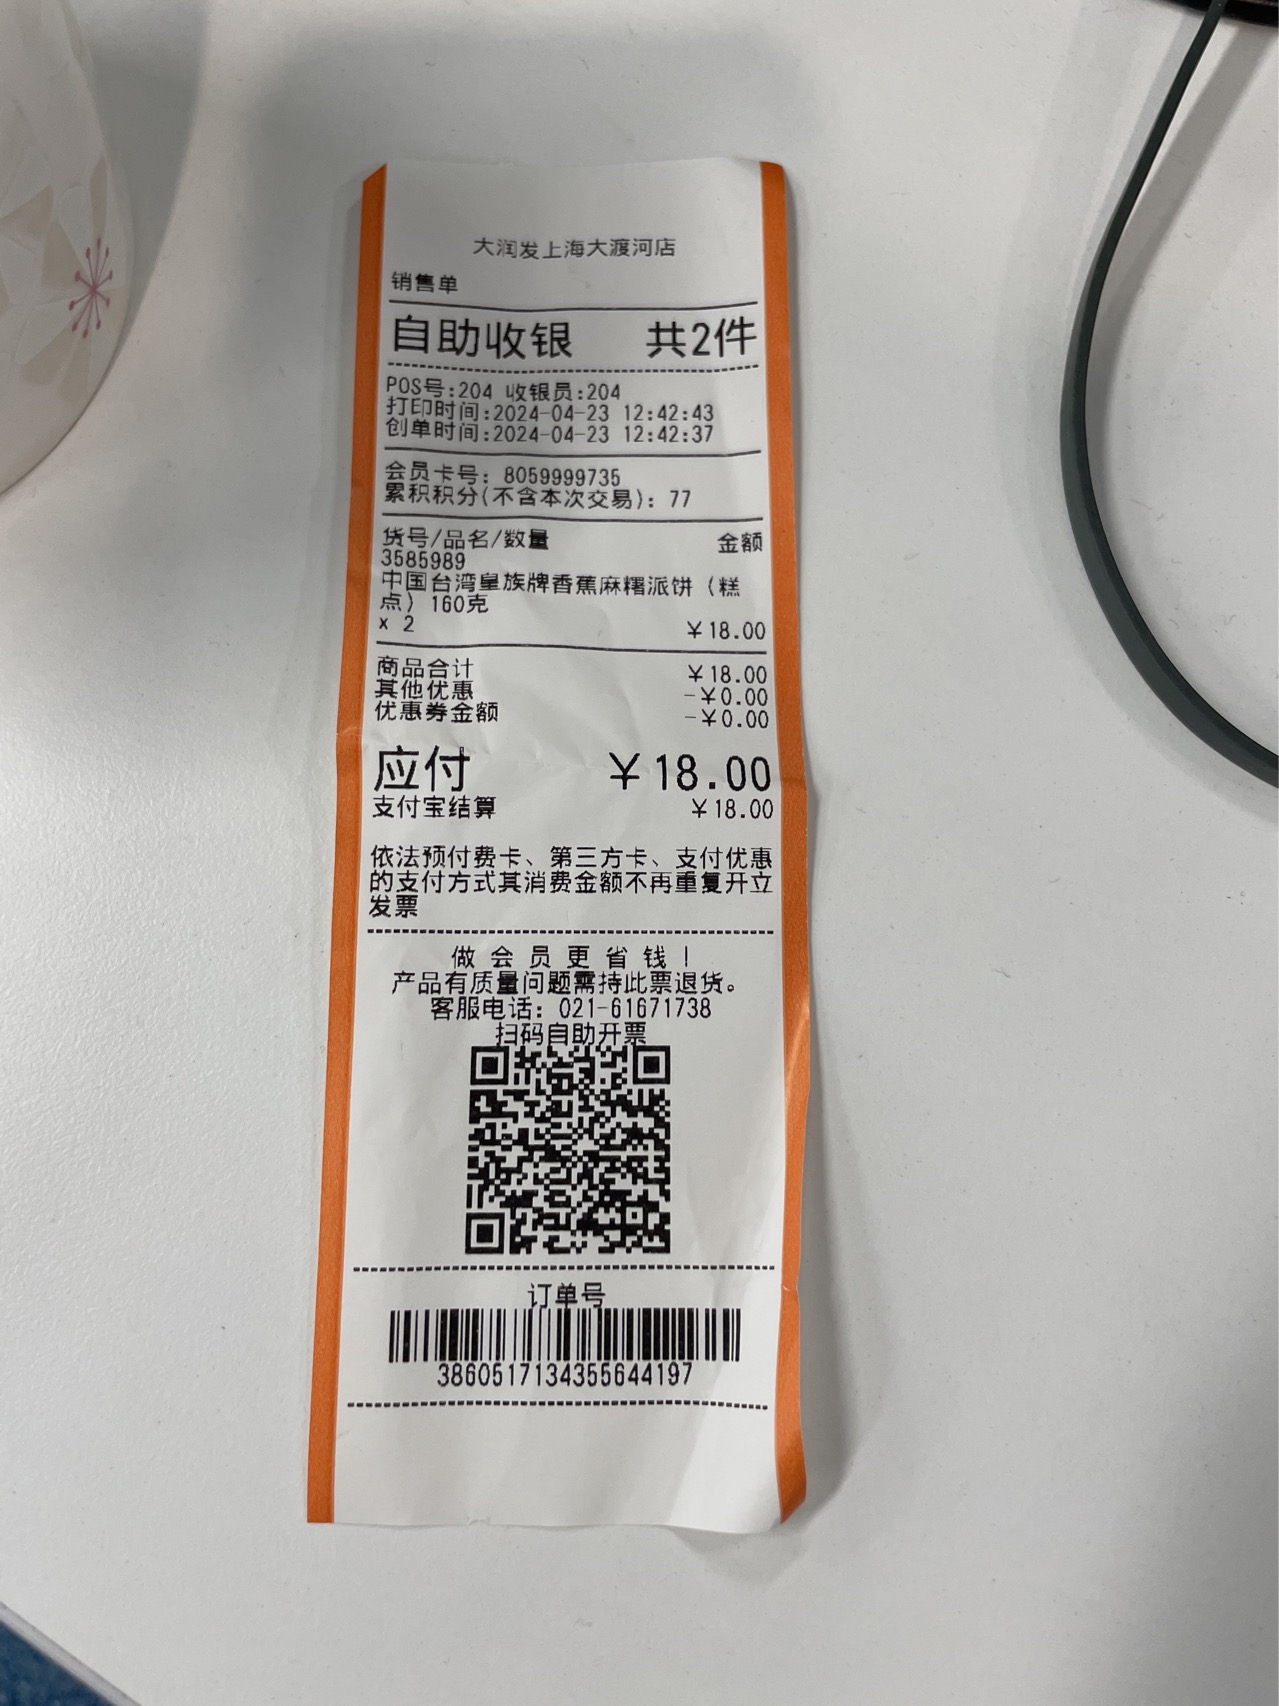 大润发上海大渡河店
销售单
自助收银 共2件
POS号:204 收银员:204
打印时间:2024-04-23 12:42:43
创单时间:2024-04-23 12:42:37
会员卡号: 8059999735
累积积分(不含本次交易): 77
货号/品名/数量 金额
3585989
中国台湾皇族牌香蕉麻糬派饼（糕
点）160克
x 2 ￥18.00
商品合计 ￥18.00
其他优惠 -￥0.00
优惠券金额 -￥0.00
应付 ￥18.00
支付宝结算 ￥18.00
依法预付费卡、第三方卡、支付优惠
的支付方式其消费金额不再重复开立
发票
做会员更省钱!
产品有质量问题需持此票退货。
客服电话: 021-61671738
扫码自助开票
订单号
3860517134355644197